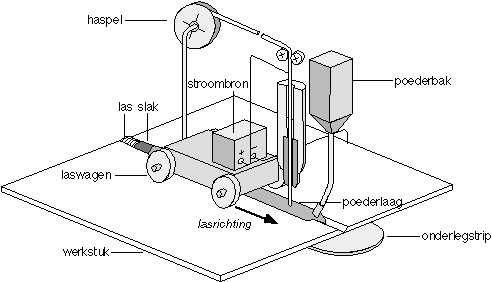 haspel
stroombron
poederbak
las slak
+
-
laswagen
poederlaag
lasrichting
onderlegstrip
werkstuk